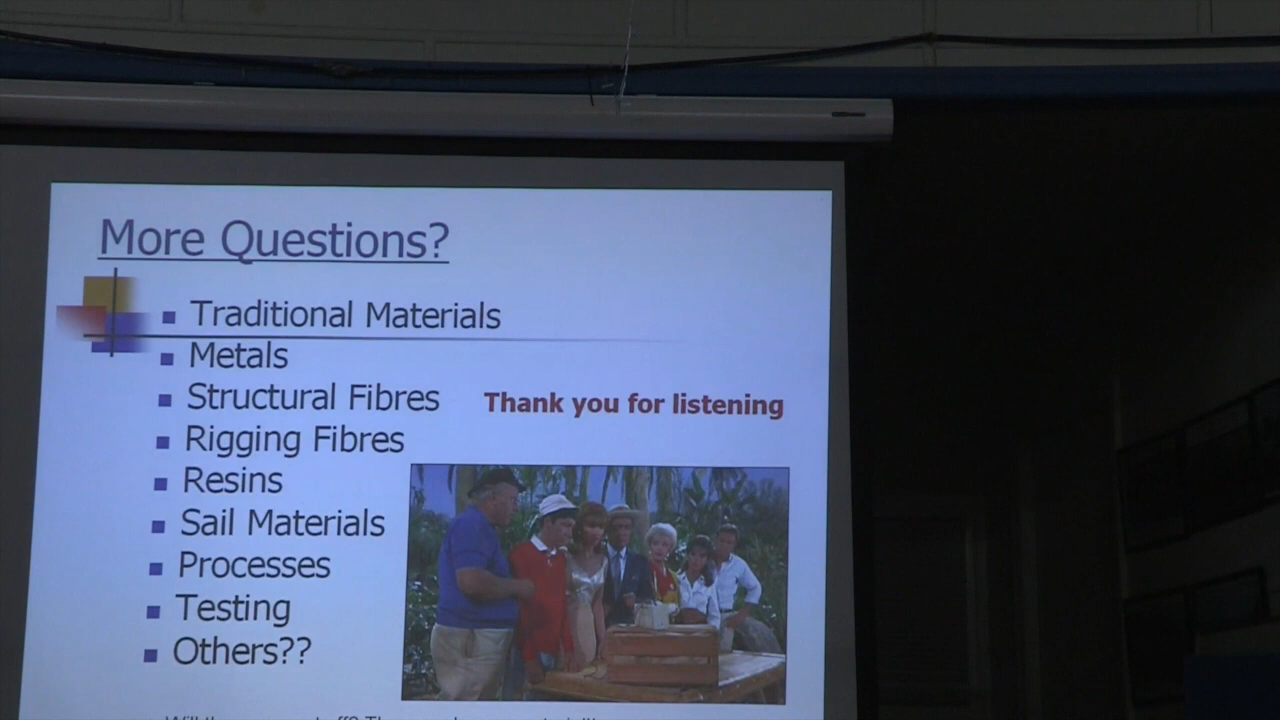 More Questions?
Traditional Materials
Metals
Structural Fibres
Thank you for listening
Rigging Fibres
Resins
Sail Materials
Processes
Testing
Others??